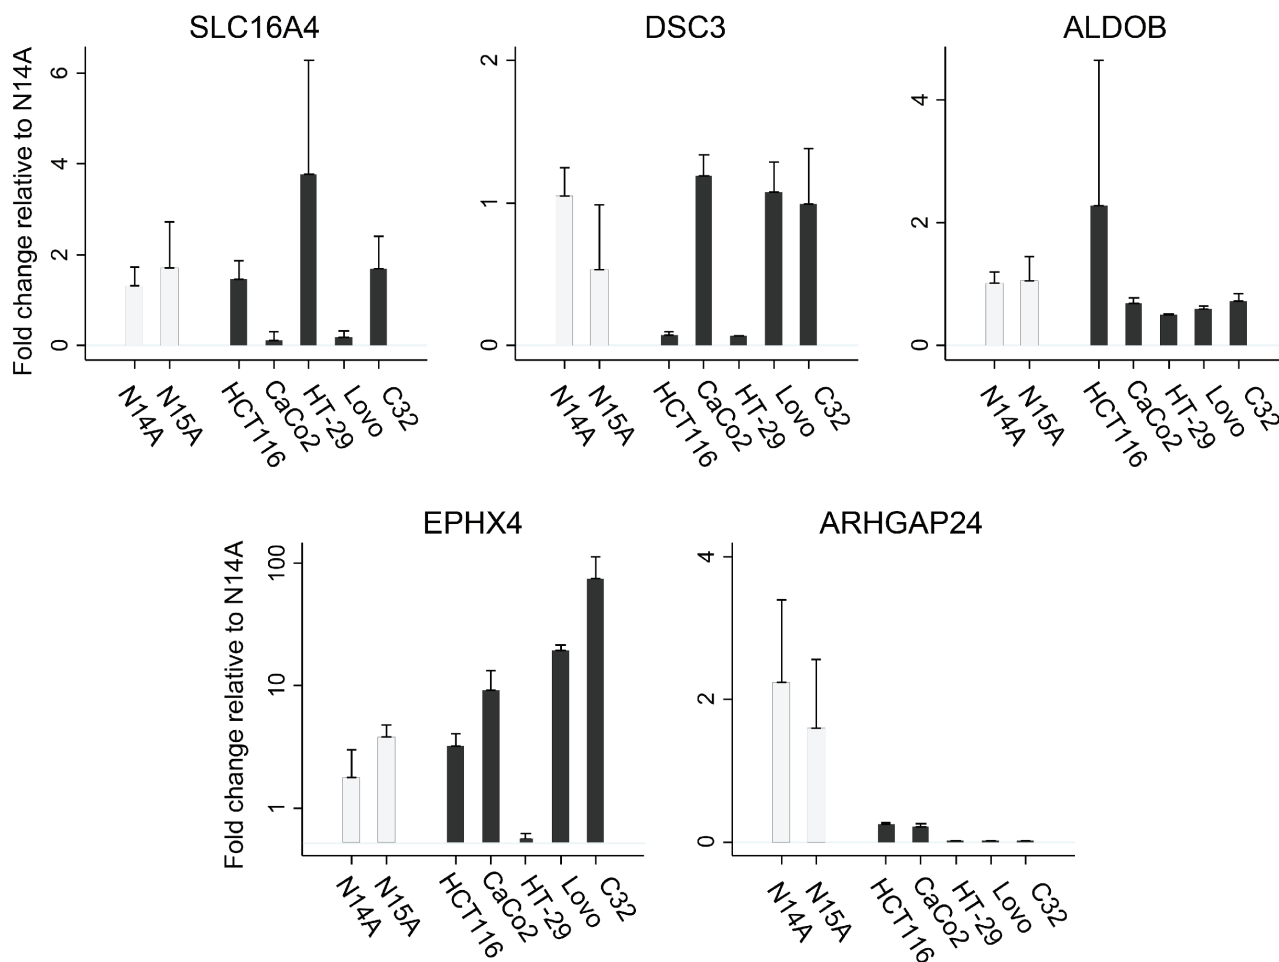 SLC16A4
DSC3
ALDOB
Fold change relative to N14A
6
4
2
0
2
1
0
4
2
0
N14A
N15A
HCT116
CaCo2
HT-29
Lovo
C32
N14A
N15A
HCT116
CaCo2
HT-29
Lovo
C32
N14A
N15A
HCT116
CaCo2
HT-29
Lovo
C32
EPHX4
ARHGAP24
Fold change relative to N14A
100
10
1
4
2
0
N14A
N15A
HCT116
CaCo2
HT-29
Lovo
C32
N14A
N15A
HCT116
CaCo2
HT-29
Lovo
C32